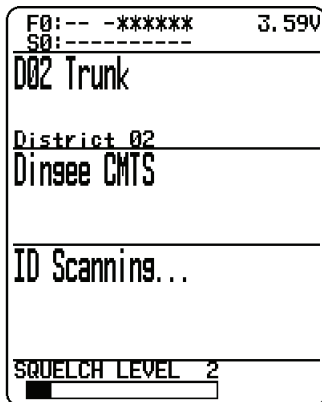 F0:-- -****** 3.59V
S0:----------
D02 Trunk
District 02
Dingee CMTS
ID Scanning...
SQUELCH LEVEL 2